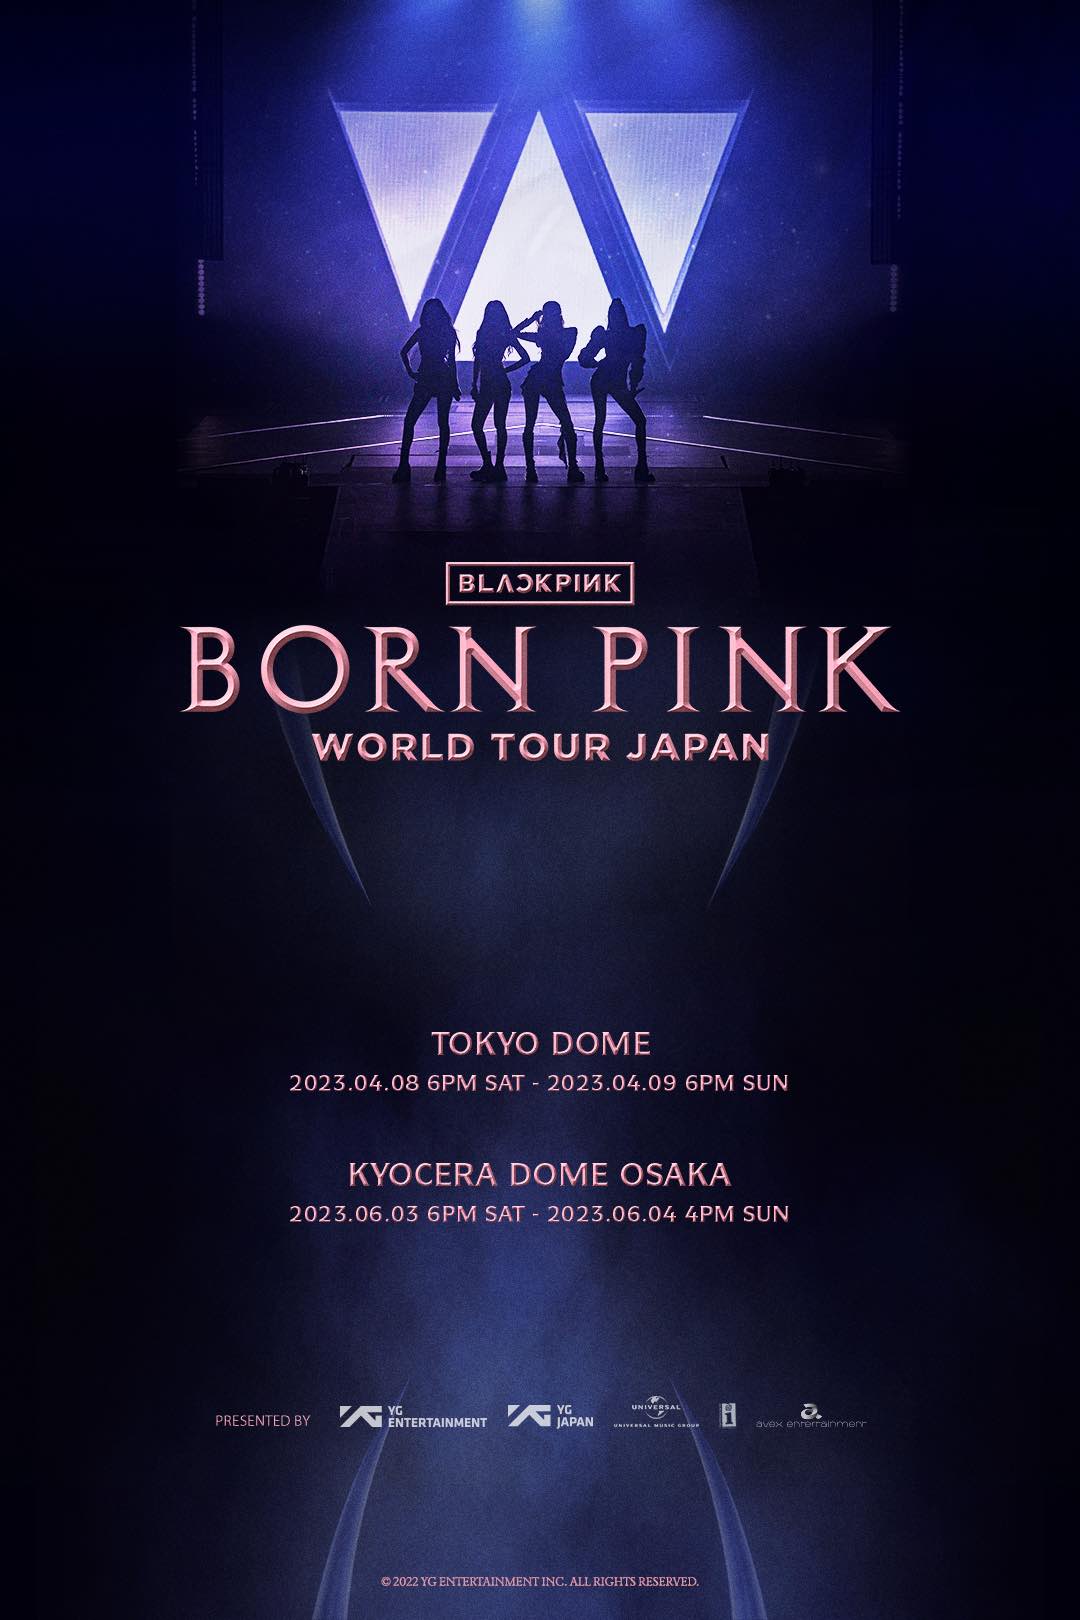 BLACKPINK
BORN PINK
WORLD TOUR JAPAN
TOKYO DOME
2023.04.08 6PM SAT - 2023.04.09 6PM SUN
KYOCERA DOME OSAKA
2023.06.03 6PM SAT - 2023.06.04 4PM SUN
PRESENTED BY YG ENTERTAINMENT YG JAPAN UNIVERSAL UNIVERSAL MUSIC GROUP i a. avex entertainment
© 2022 YG ENTERTAINMENT INC. ALL RIGHTS RESERVED.